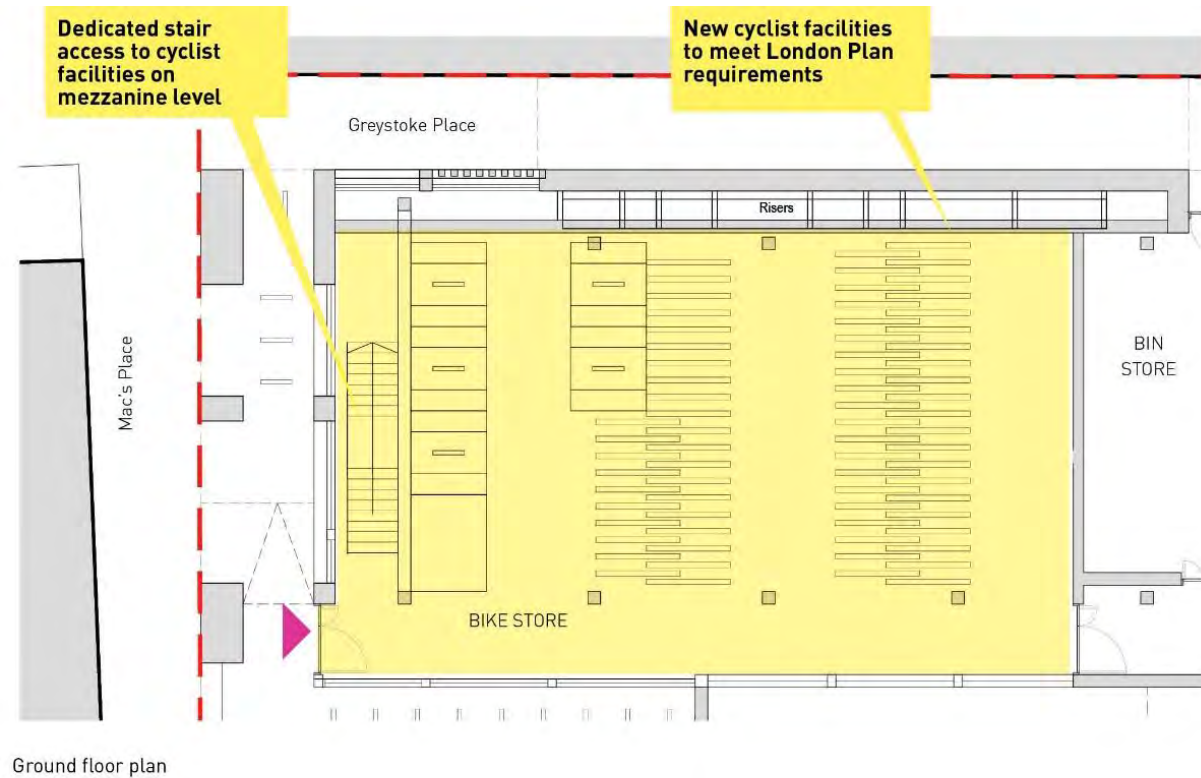 Dedicated stair
access to cyclist
facilities on
mezzanine level
New cyclist facilities
to meet London Plan
requirements
Greystoke Place
Risers
Mac's Place
BIN
STORE
BIKE STORE
Ground floor plan